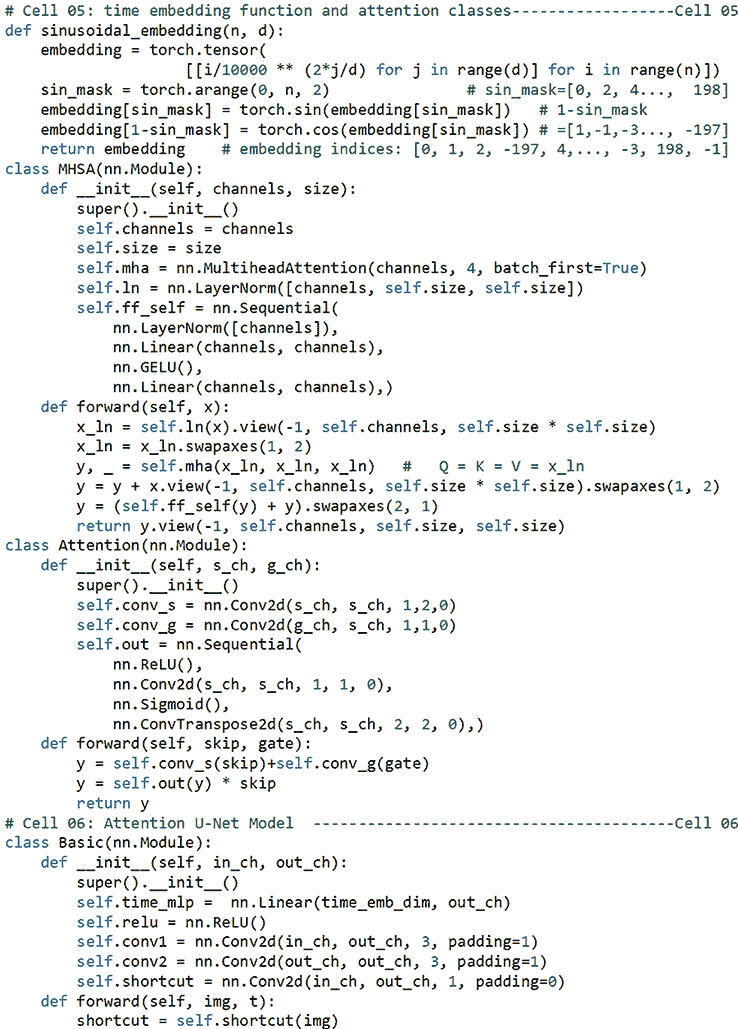 # Cell 05: time embedding function and attention classes------------------Cell 05
def sinusoidal_embedding(n, d):
    embedding = torch.tensor(
                    [[i/10000 ** (2*j/d) for j in range(d)] for i in range(n)])
    sin_mask = torch.arange(0, n, 2)               # sin_mask=[0, 2, 4..., 198]
    embedding[sin_mask] = torch.sin(embedding[sin_mask])   # 1-sin_mask
    embedding[1-sin_mask] = torch.cos(embedding[sin_mask]) # =[1,-1,-3..., -197]
    return embedding    # embedding indices: [0, 1, 2, -197, 4,..., -3, 198, -1]
class MHSA(nn.Module):
    def __init__(self, channels, size):
        super().__init__()
        self.channels = channels
        self.size = size
        self.mha = nn.MultiheadAttention(channels, 4, batch_first=True)
        self.ln = nn.LayerNorm([channels, self.size, self.size])
        self.ff_self = nn.Sequential(
            nn.LayerNorm([channels]),
            nn.Linear(channels, channels),
            nn.GELU(),
            nn.Linear(channels, channels),)
    def forward(self, x):
        x_ln = self.ln(x).view(-1, self.channels, self.size * self.size)
        x_ln = x_ln.swapaxes(1, 2)
        y, _ = self.mha(x_ln, x_ln, x_ln)   #   Q = K = V = x_ln
        y = y + x.view(-1, self.channels, self.size * self.size).swapaxes(1, 2)
        y = (self.ff_self(y) + y).swapaxes(2, 1)
        return y.view(-1, self.channels, self.size, self.size)
class Attention(nn.Module):
    def __init__(self, s_ch, g_ch):
        super().__init__()
        self.conv_s = nn.Conv2d(s_ch, s_ch, 1,2,0)
        self.conv_g = nn.Conv2d(g_ch, s_ch, 1,1,0)
        self.out = nn.Sequential(
            nn.ReLU(),
            nn.Conv2d(s_ch, s_ch, 1, 1, 0),
            nn.Sigmoid(),
            nn.ConvTranspose2d(s_ch, s_ch, 2, 2, 0),)
    def forward(self, skip, gate):
        y = self.conv_s(skip)+self.conv_g(gate)
        y = self.out(y) * skip
        return y
# Cell 06: Attention U-Net Model  ----------------------------------------Cell 06
class Basic(nn.Module):
    def __init__(self, in_ch, out_ch):
        super().__init__()
        self.time_mlp =  nn.Linear(time_emb_dim, out_ch)
        self.relu = nn.ReLU()
        self.conv1 = nn.Conv2d(in_ch, out_ch, 3, padding=1)
        self.conv2 = nn.Conv2d(out_ch, out_ch, 3, padding=1)
        self.shortcut = nn.Conv2d(in_ch, out_ch, 1, padding=0)
    def forward(self, img, t):
        shortcut = self.shortcut(img)